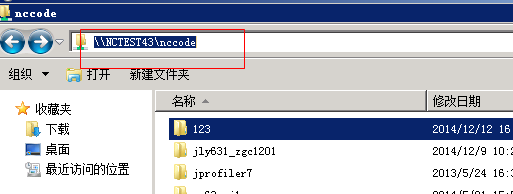 nccode
\\NCTEST43\nccode
组织 打开 新建文件夹
收藏夹
下载
桌面
最近访问的位置
名称 修改日期
123 2014/12/12 16
jly631_zgc1201 2014/12/9 10:2
jprofiler7 2013/5/24 16:3